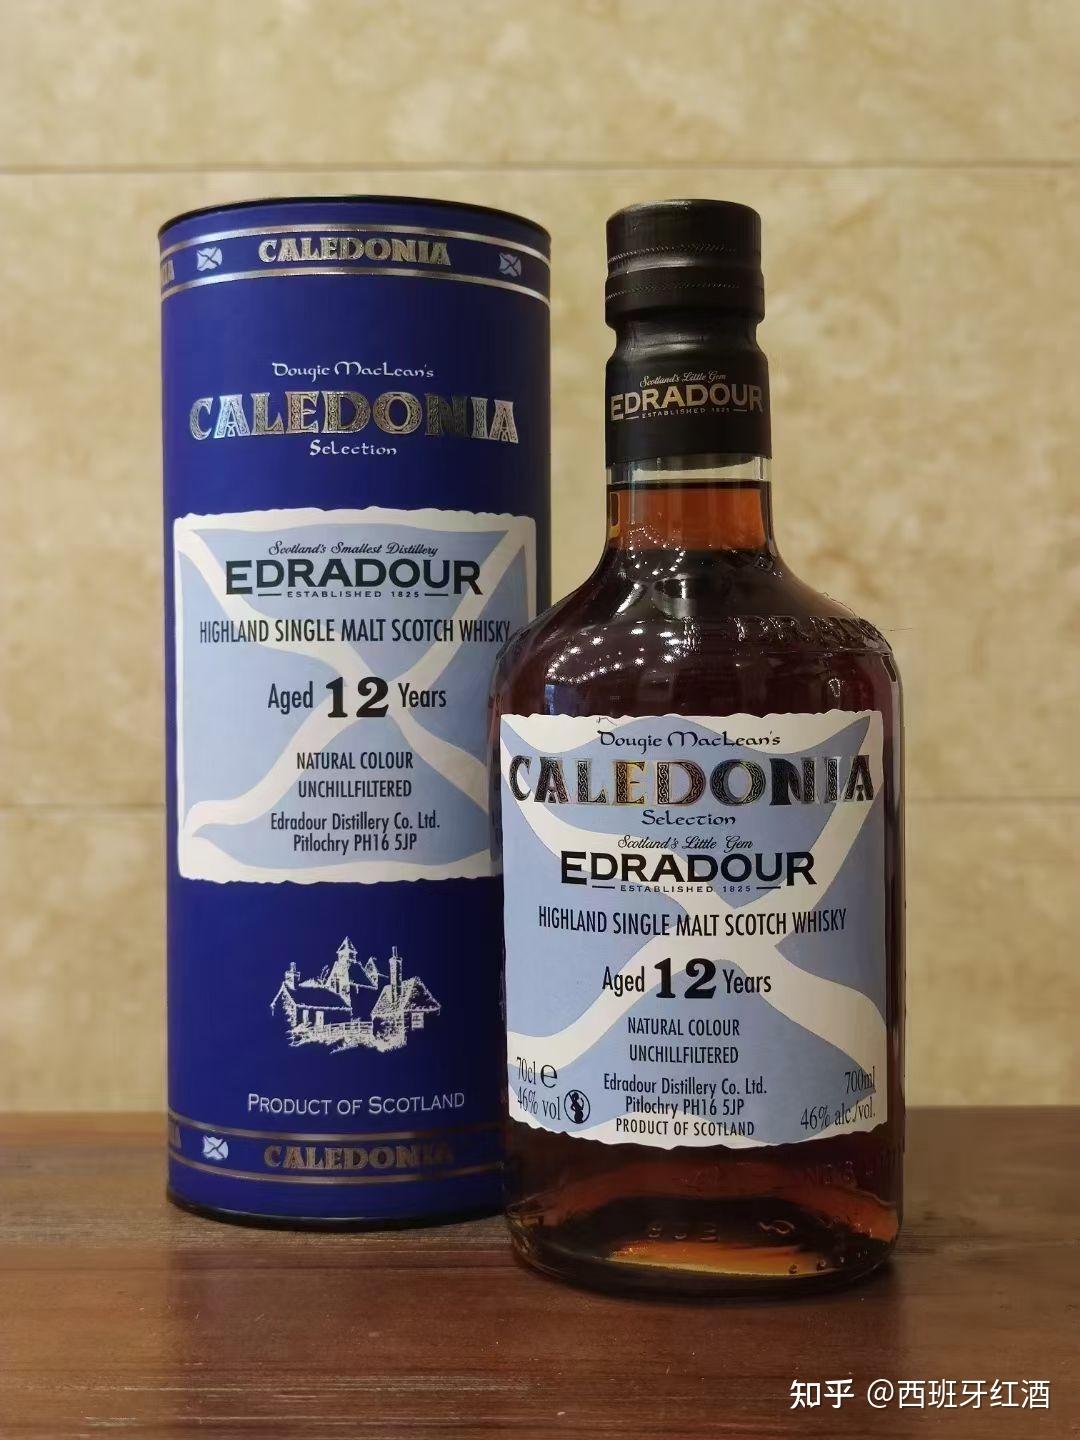 CALEDONIA
Dougie MacLean's
CALEDONIA
Selection
Scotland's Smallest Distillery
EDRADOUR
ESTABLISHED 1825
HIGHLAND SINGLE MALT SCOTCH WHISKY
Aged 12 Years
NATURAL COLOUR
UNCHILLFILTERED
Edradour Distillery Co. Ltd.
Pitlochry PH16 5JP
PRODUCT OF SCOTLAND
CALEDONIA
Scotland's Little Gem
EDRADOUR
ESTABLISHED 1825
Dougie MacLean's
CALEDONIA
Selection
Scotland's Little Gem
EDRADOUR
ESTABLISHED 1825
HIGHLAND SINGLE MALT SCOTCH WHISKY
Aged 12 Years
NATURAL COLOUR
UNCHILLFILTERED
70cl e
46% vol
Edradour Distillery Co. Ltd.
Pitlochry PH16 5JP
PRODUCT OF SCOTLAND
700ml
46% alc./vol.
知乎 @西班牙红酒